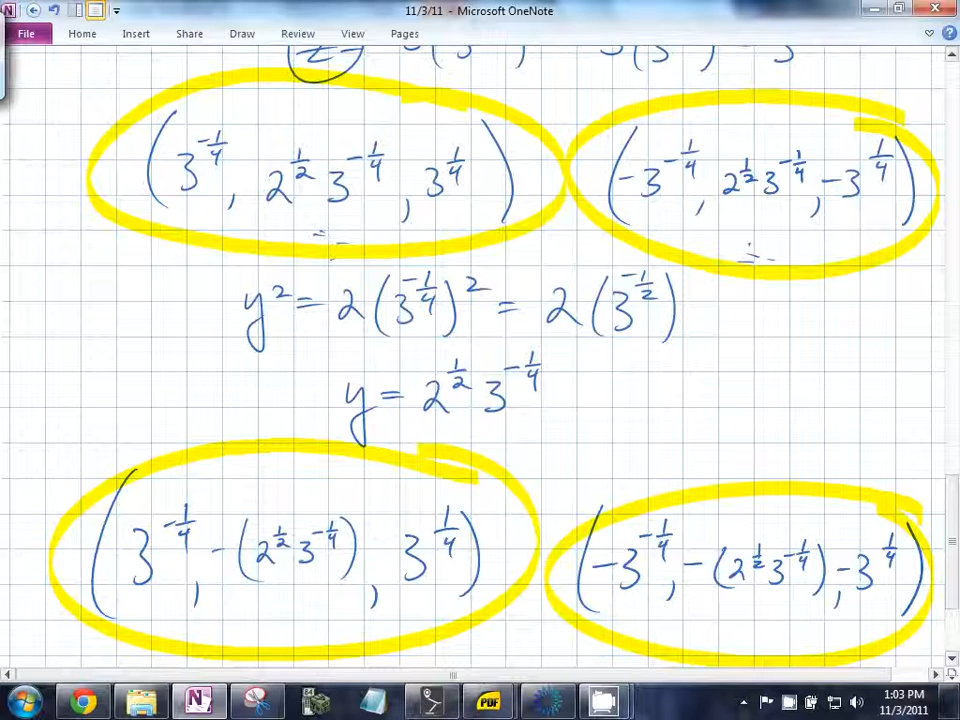 11/3/11 - Microsoft OneNote
File Home Insert Share Draw Review View Pages
(3^{-1/4}, 2^{1/2} 3^{-1/4}, 3^{1/4}) (-3^{-1/4}, 2^{1/2} 3^{-1/4}, -3^{1/4})
y^2 = 2(3^{-1/4})^2 = 2(3^{-1/2})
y = 2^{1/2} 3^{-1/4}
(3^{-1/4}, -(2^{1/2} 3^{-1/4}), 3^{1/4}) (-3^{-1/4}, -(2^{1/2} 3^{-1/4}), -3^{1/4})
PDF
1:03 PM
11/3/2011